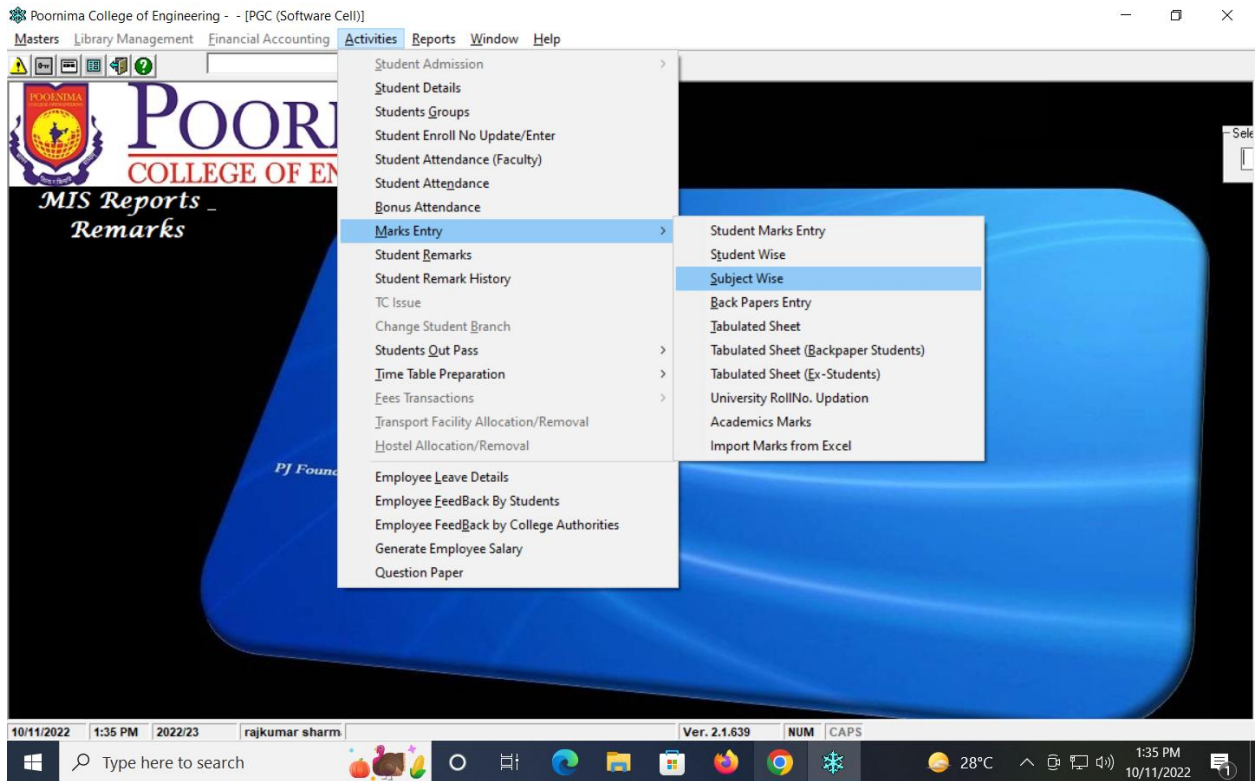 Poornima College of Engineering - - [PGC (Software Cell)]
Masters Library Management Financial Accounting Activities Reports Window Help
POORNIMA
POORI
COLLEGE OF EN
MIS Reports _
Remarks
PJ Found
Student Admission
Student Details
Students Groups
Student Enroll No Update/Enter
Student Attendance (Faculty)
Student Attendance
Bonus Attendance
Marks Entry
Student Remarks
Student Remark History
TC Issue
Change Student Branch
Students Out Pass
Time Table Preparation
Fees Transactions
Transport Facility Allocation/Removal
Hostel Allocation/Removal
Employee Leave Details
Employee FeedBack By Students
Employee FeedBack by College Authorities
Generate Employee Salary
Question Paper
Student Marks Entry
Student Wise
Subject Wise
Back Papers Entry
Tabulated Sheet
Tabulated Sheet (Backpaper Students)
Tabulated Sheet (Ex-Students)
University RollNo. Updation
Academics Marks
Import Marks from Excel
Sele
10/11/2022 1:35 PM 2022/23 rajkumar sharm Ver. 2.1.639 NUM CAPS
Type here to search 28°C 1:35 PM
10/11/2022 1